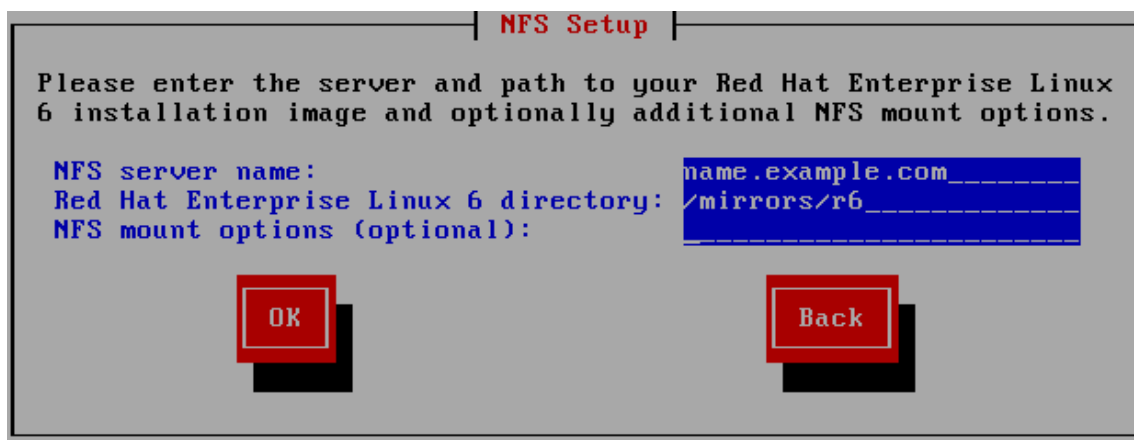 NFS Setup
Please enter the server and path to your Red Hat Enterprise Linux
6 installation image and optionally additional NFS mount options.
NFS server name: name.example.com________
Red Hat Enterprise Linux 6 directory: /mirrors/r6_____________
NFS mount options (optional): ________________________
OK Back